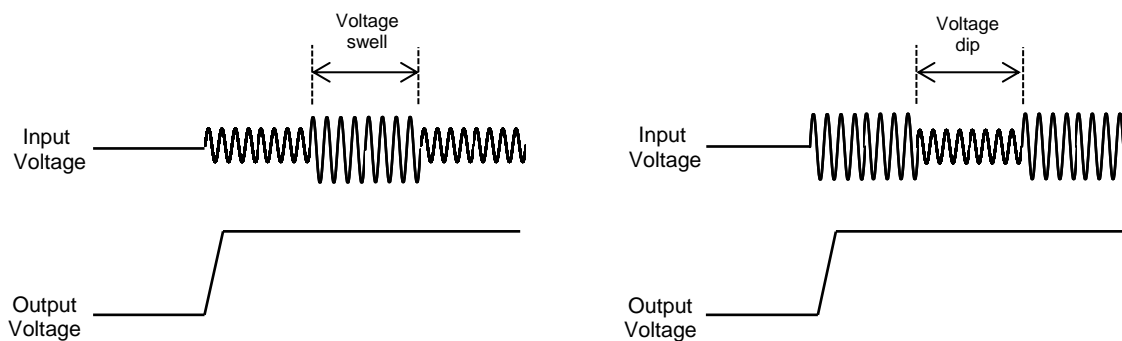 Voltage
swell
Input
Voltage
Output
Voltage
Voltage
dip
Input
Voltage
Output
Voltage